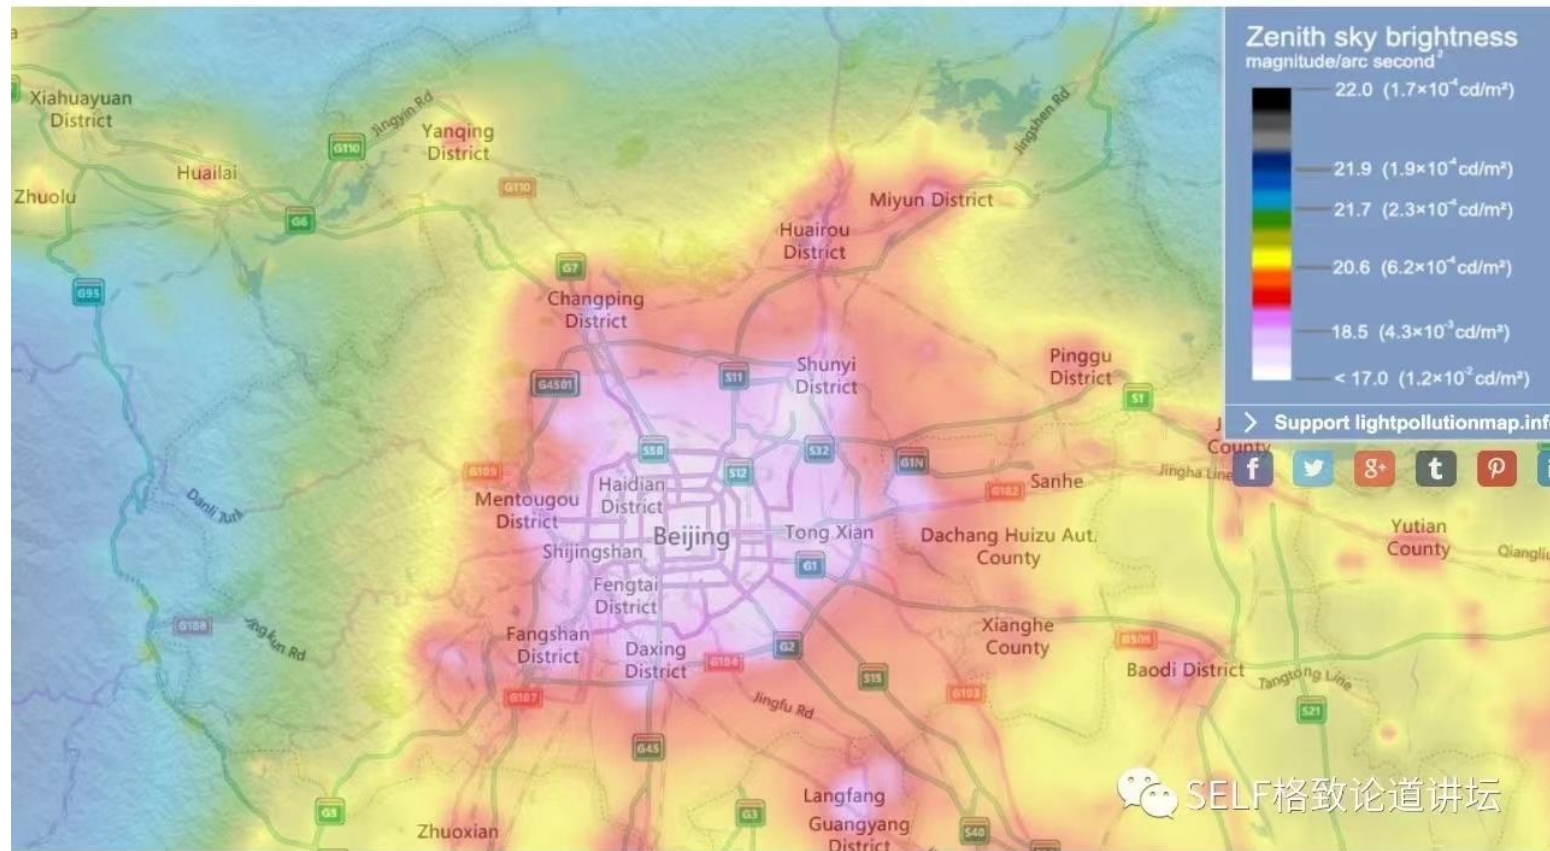 Zenith sky brightness
magnitude/arc second²
22.0 (1.7×10⁻⁴cd/m²)
21.9 (1.9×10⁻⁴cd/m²)
21.7 (2.3×10⁻⁴cd/m²)
20.6 (6.2×10⁻⁴cd/m²)
18.5 (4.3×10⁻³cd/m²)
< 17.0 (1.2×10⁻²cd/m²)
Support lightpollutionmap.inf
f
g+
t
Xiahuayuan
District
Jingyin Rd
Yanqing
District
G110
Huailai
Zhuolu
G110
G6
Jingshen Rd
Miyun District
Huairou
District
G7
G95
Changping
District
G4501
S11
Shunyi
District
Pinggu
District
S1
County
Jingha Line
G109
S50
S12
S32
G1N
G102
Sanhe
Mentougou
District
Haidian
District
Beijing
Tong Xian
Dachang Huizu Aut.
County
Yutian
County
Qiangliu
Shijingshan
G1
Fengtai
District
G108
Jingkun Rd
Fangshan
District
Daxing
District
G104
G2
Xianghe
County
Baodi District
Tangtong Line
G107
Jingfu Rd
S15
G103
S21
G45
Langfang
Guangyang
District
G5
G3
S40
Zhuoxian
SELF格致论道讲坛